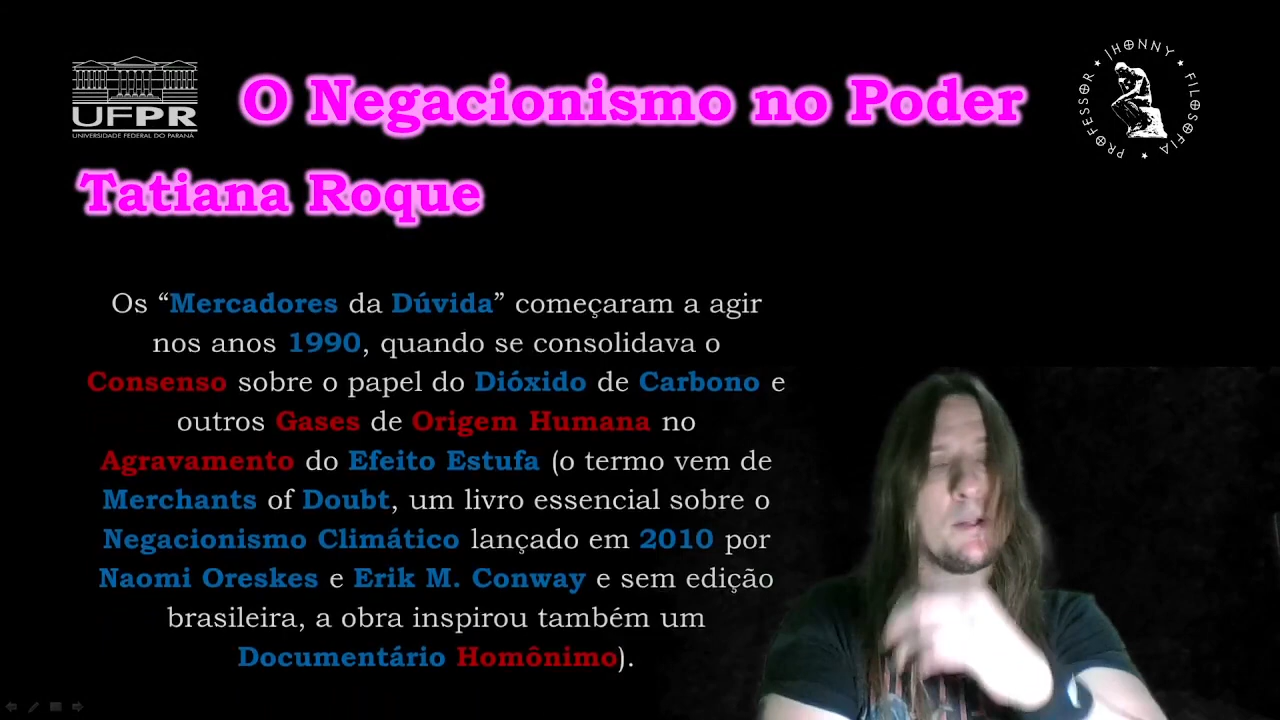 UFPR
UNIVERSIDADE FEDERAL DO PARANÁ
O Negacionismo no Poder
PROFESSOR ★ JHONNY ★ FILOSOFIA ★
Tatiana Roque
Os “Mercadores da Dúvida” começaram a agir
nos anos 1990, quando se consolidava o
Consenso sobre o papel do Dióxido de Carbono e
outros Gases de Origem Humana no
Agravamento do Efeito Estufa (o termo vem de
Merchants of Doubt, um livro essencial sobre o
Negacionismo Climático lançado em 2010 por
Naomi Oreskes e Erik M. Conway e sem edição
brasileira, a obra inspirou também um
Documentário Homônimo).